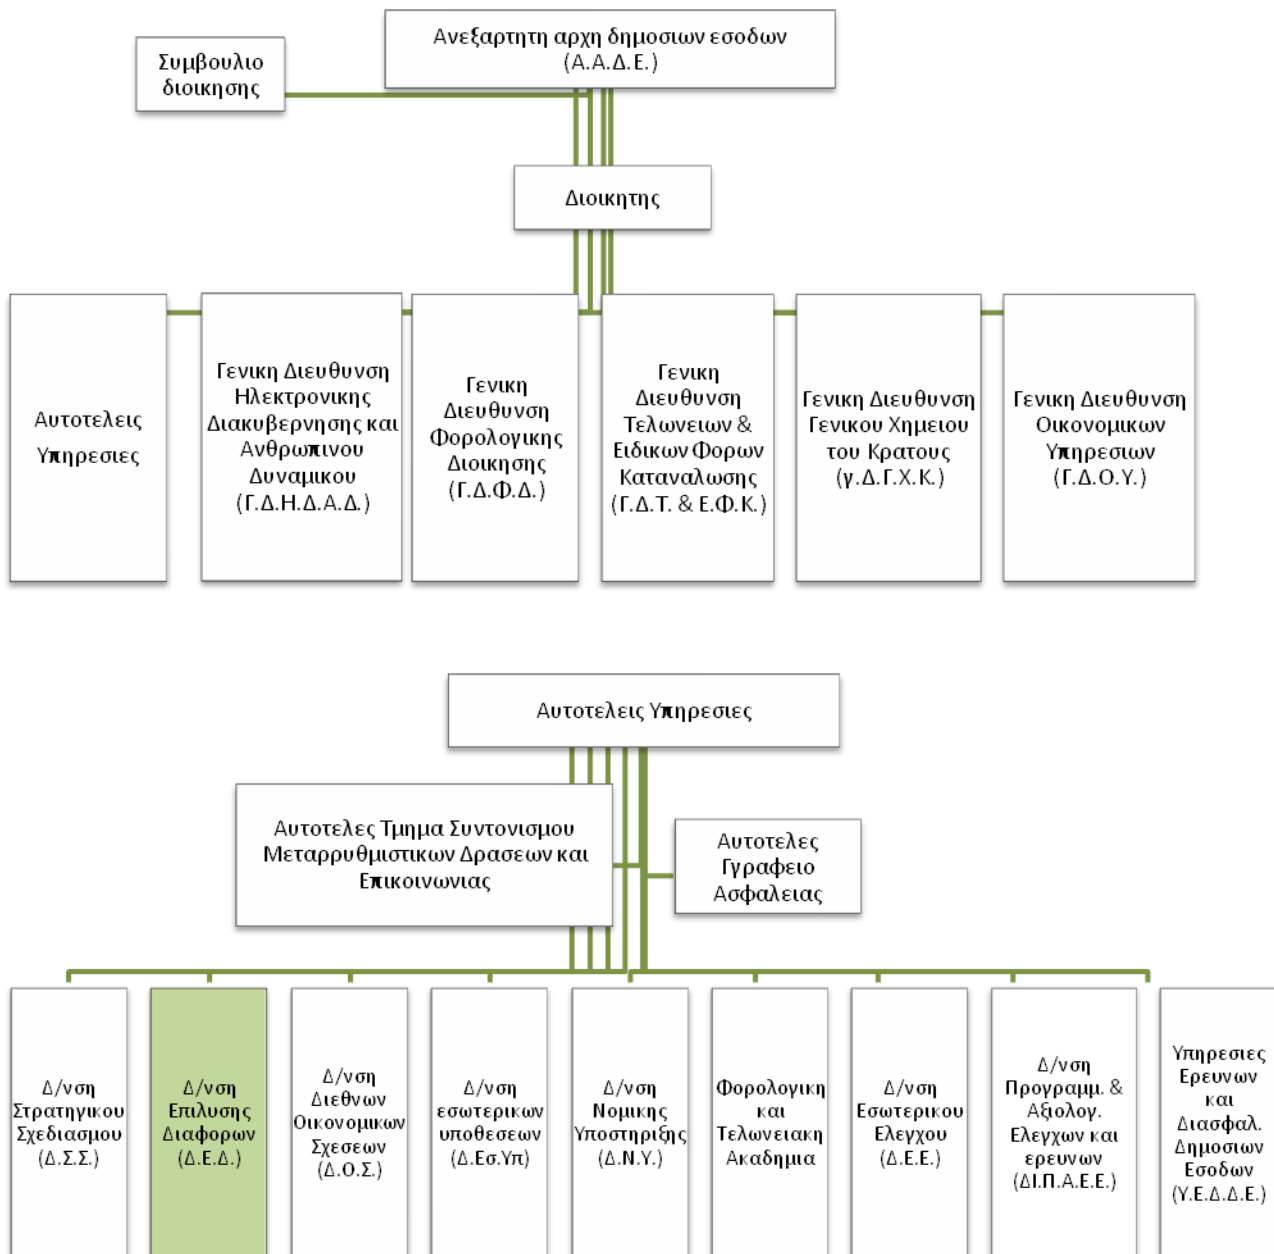 Ανεξαρτητη αρχη δημοσιων εσοδων
(Α.Α.Δ.Ε.)
Συμβουλιο
διοικησης
Διοικητης
Αυτοτελεις
Υπηρεσιες
Γενικη Διευθυνση
Ηλεκτρονικης
Διακυβερνησης και
Ανθρωπινου
Δυναμικου
(Γ.Δ.Η.Δ.Α.Δ.)
Γενικη
Διευθυνση
Φορολογικης
Διοικησης
(Γ.Δ.Φ.Δ.)
Γενικη
Διευθυνση
Τελωνειων &
Ειδικων Φορων
Καταναλωσης
(Γ.Δ.Τ. & Ε.Φ.Κ.)
Γενικη Διευθυνση
Γενικου Χημειου
του Κρατους
(γ.Δ.Γ.Χ.Κ.)
Γενικη Διευθυνση
Οικονομικων
Υπηρεσιων
(Γ.Δ.Ο.Υ.)
Αυτοτελεις Υπηρεσιες
Αυτοτελες Τμημα Συντονισμου
Μεταρρυθμιστικων Δρασεων και
Επικοινωνιας
Αυτοτελες
Γγραφειο
Ασφαλειας
Δ/νση
Στρατηγικου
Σχεδιασμου
(Δ.Σ.Σ.)
Δ/νση
Επιλυσης
Διαφορων
(Δ.Ε.Δ.)
Δ/νση
Διεθνων
Οικονομικων
Σχεσεων
(Δ.Ο.Σ.)
Δ/νση
εσωτερικων
υποθεσεων
(Δ.Εσ.Υπ)
Δ/νση
Νομικης
Υποστηριξης
(Δ.Ν.Υ.)
Φορολογικη
και
Τελωνειακη
Ακαδημια
Δ/νση
Εσωτερικου
Ελεγχου
(Δ.Ε.Ε.)
Δ/νση
Προγραμμ. &
Αξιολογ.
Ελεγχων και
ερευνων
(ΔΙ.Π.Α.Ε.Ε.)
Υπηρεσιες
Ερευνων
και
Διασφαλ.
Δημοσιων
Εσοδων
(Υ.Ε.Δ.Δ.Ε.)